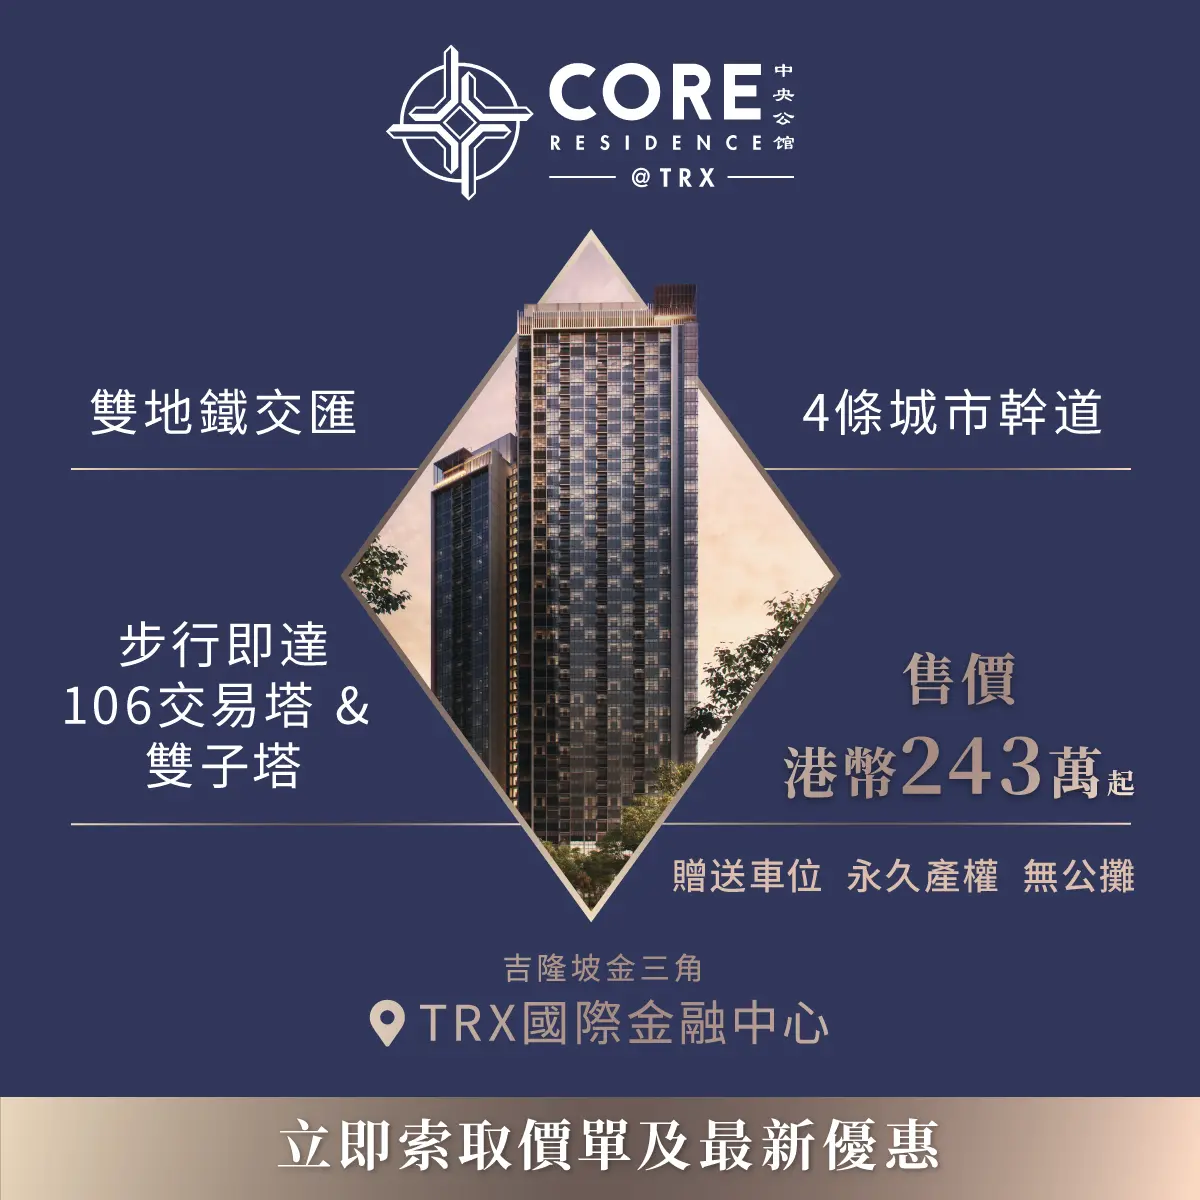 CORE
RESIDENCE
@TRX
中央公馆
雙地鐵交匯
4條城市幹道
步行即達
106交易塔 &
雙子塔
售價
港幣243萬起
贈送車位 永久產權 無公攤
吉隆坡金三角
TRX國際金融中心
立即索取價單及最新優惠